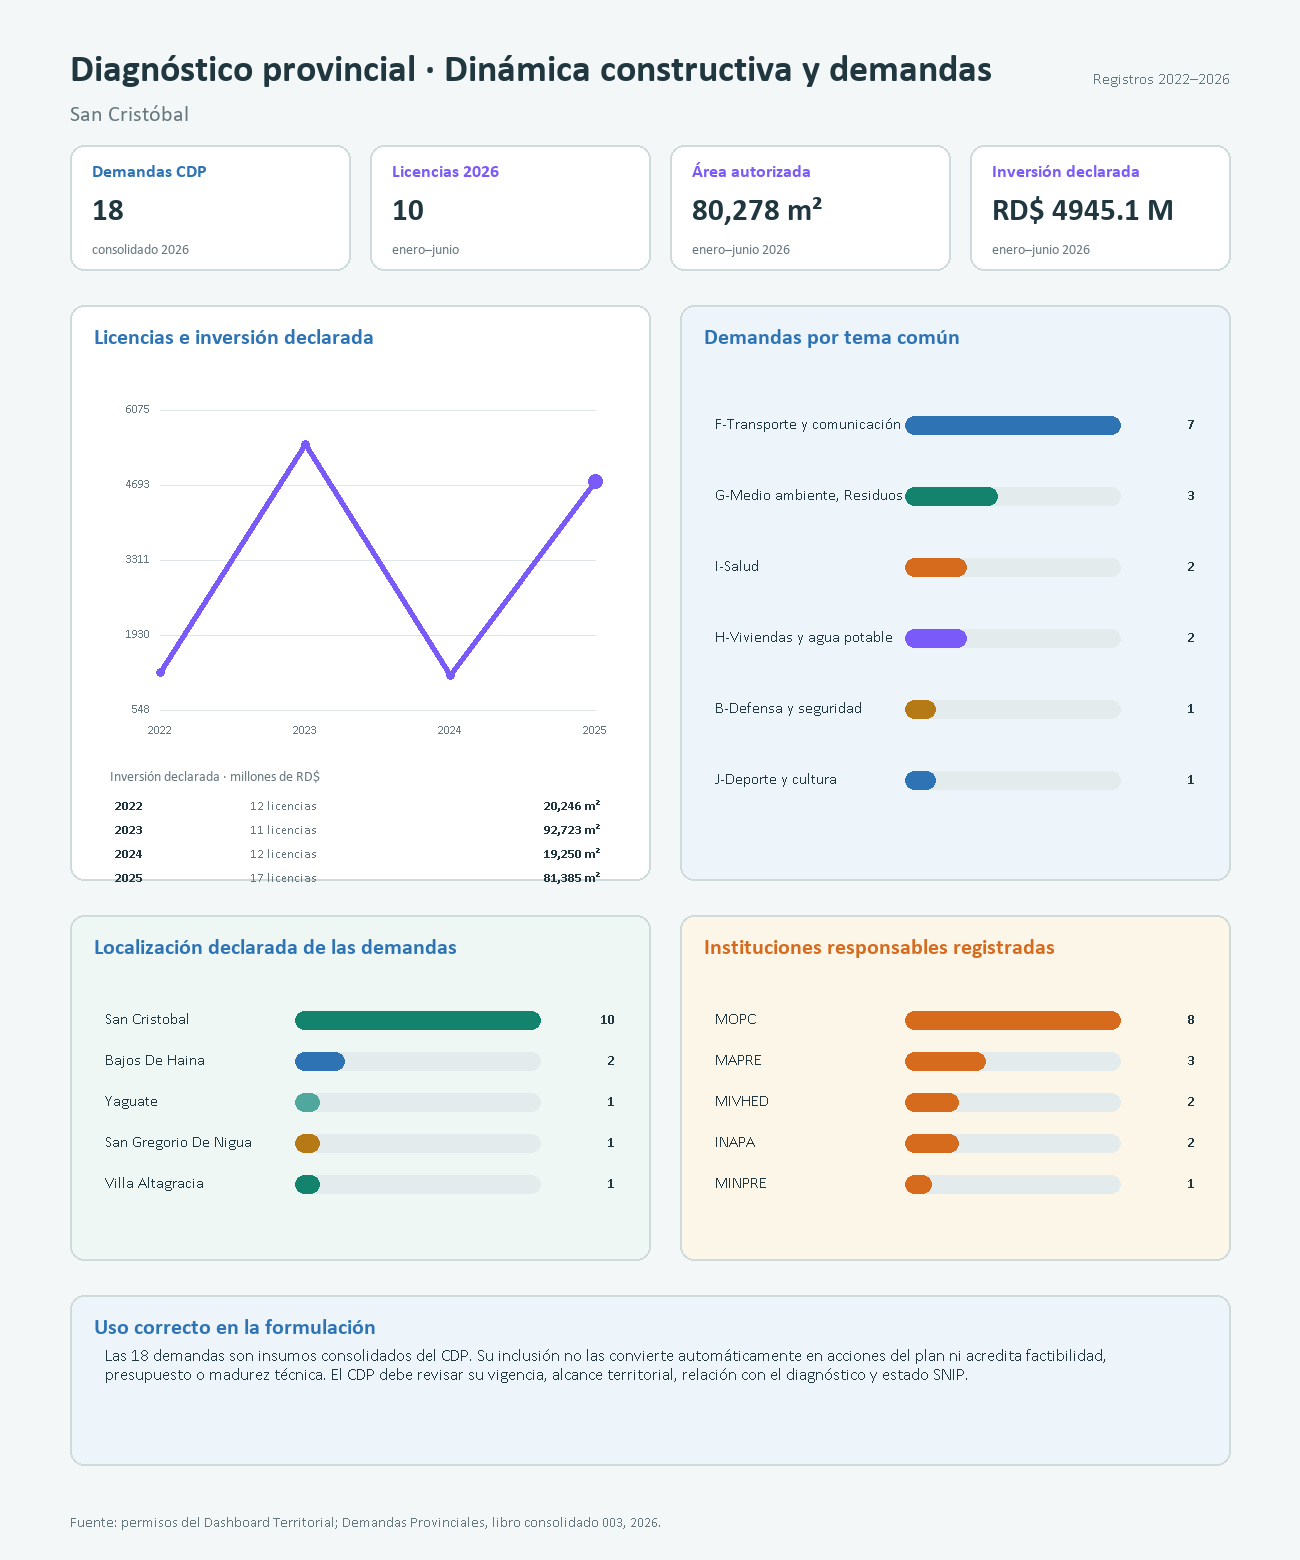 Diagnóstico provincial · Dinámica constructiva y demandas
Registros 2022–2026
San Cristóbal
Demandas CDP
18
consolidado 2026
Licencias 2026
10
enero–junio
Área autorizada
80,278 m²
enero–junio 2026
Inversión declarada
RD$ 4945.1 M
enero–junio 2026
Licencias e inversión declarada
6075
4693
3311
1930
548
2022 2023 2024 2025
Inversión declarada · millones de RD$
2022 12 licencias 20,246 m²
2023 11 licencias 92,723 m²
2024 12 licencias 19,250 m²
2025 17 licencias 81,385 m²
Demandas por tema común
F-Transporte y comunicación 7
G-Medio ambiente, Residuos 3
I-Salud 2
H-Viviendas y agua potable 2
B-Defensa y seguridad 1
J-Deporte y cultura 1
Localización declarada de las demandas
San Cristobal 10
Bajos De Haina 2
Yaguate 1
San Gregorio De Nigua 1
Villa Altagracia 1
Instituciones responsables registradas
MOPC 8
MAPRE 3
MIVHED 2
INAPA 2
MINPRE 1
Uso correcto en la formulación
Las 18 demandas son insumos consolidados del CDP. Su inclusión no las convierte automáticamente en acciones del plan ni acredita factibilidad,
presupuesto o madurez técnica. El CDP debe revisar su vigencia, alcance territorial, relación con el diagnóstico y estado SNIP.
Fuente: permisos del Dashboard Territorial; Demandas Provinciales, libro consolidado 003, 2026.